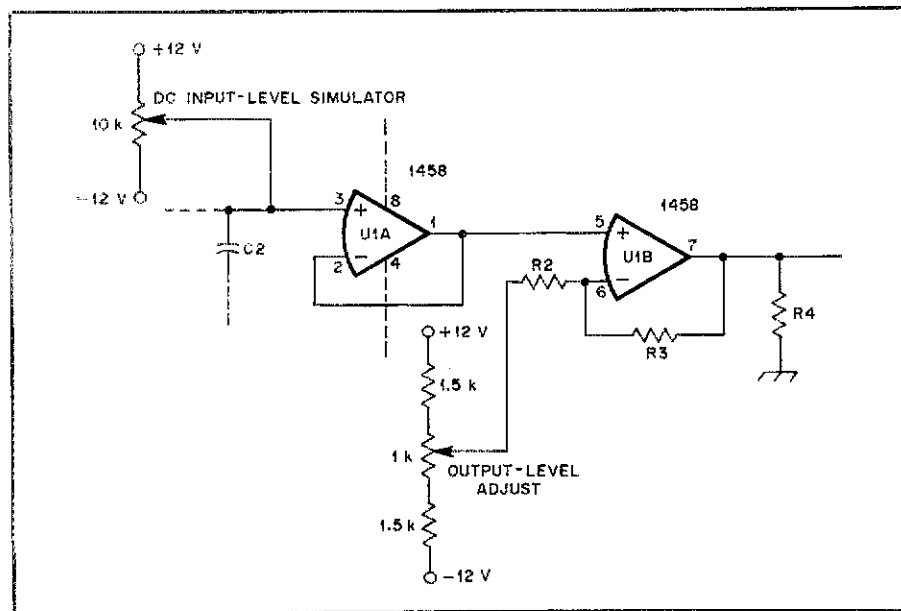 +12 V
DC INPUT-LEVEL SIMULATOR
10 k
-12 V
C2
3
+
8
1458
U1A
1
2
-
4
5
+
1458
U1B
7
6
-
R2
R3
R4
+12 V
1.5 k
1 k
OUTPUT-LEVEL
ADJUST
1.5 k
-12 V